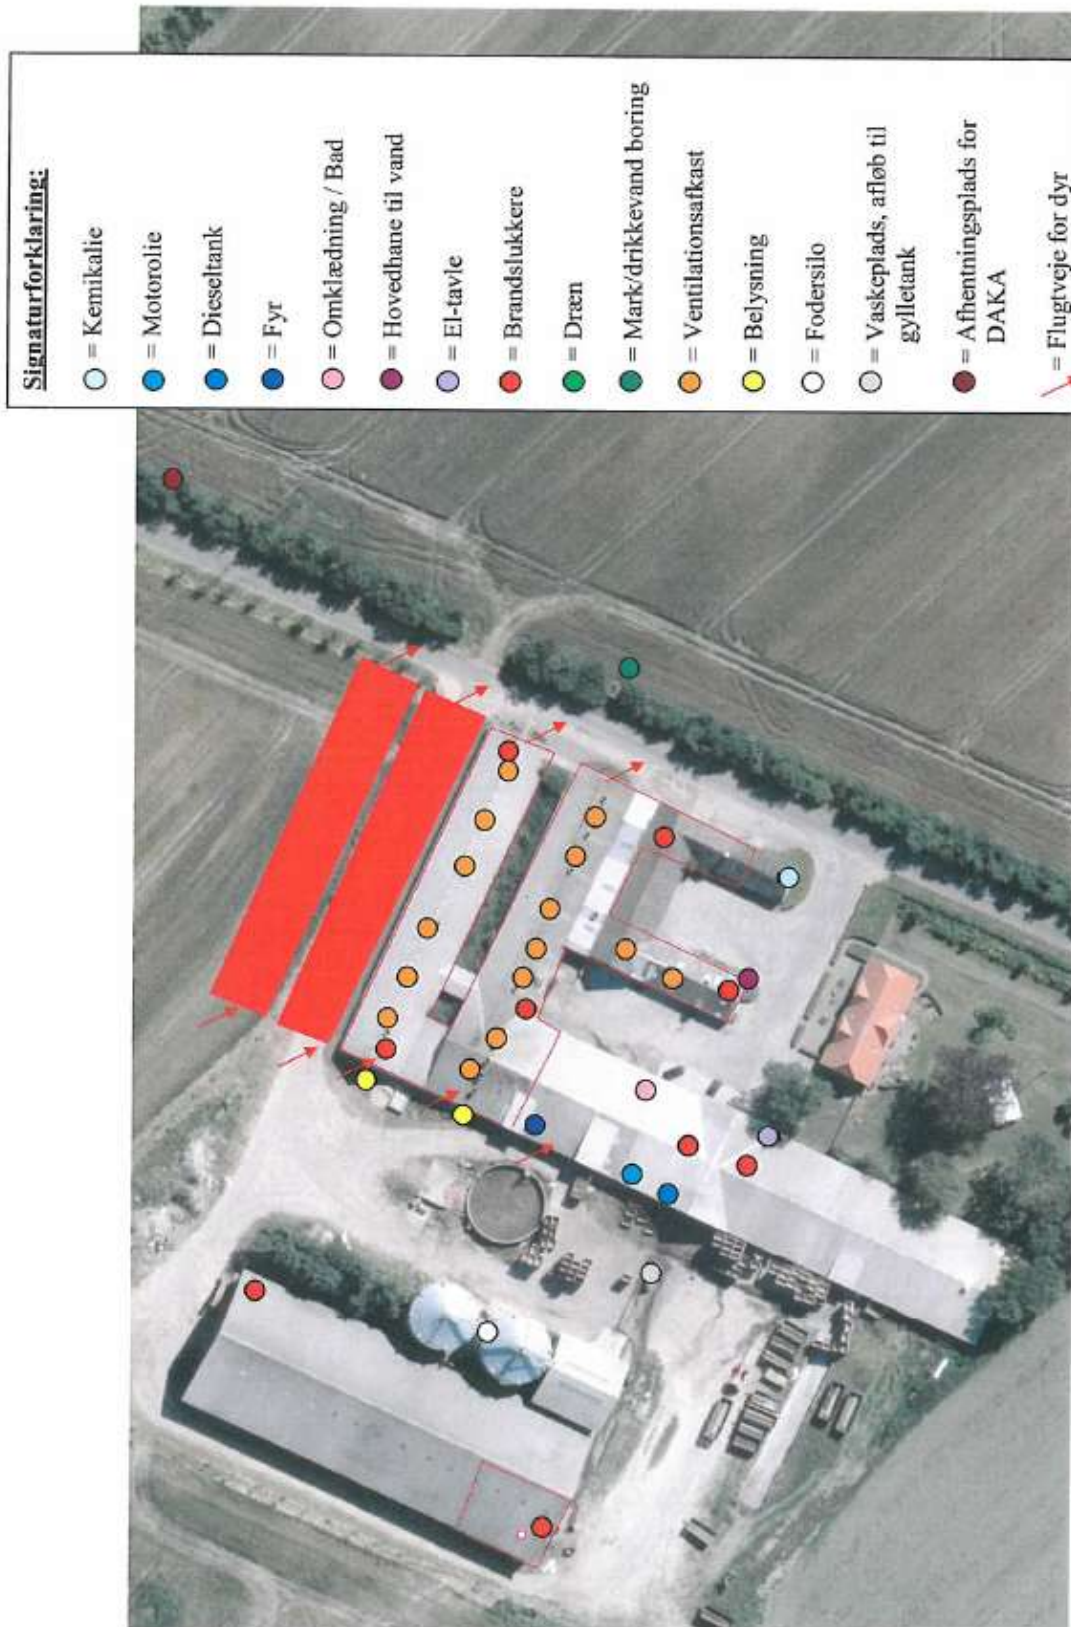 Signaturforklaring:
= Kemikalie
= Motorolie
= Dieseltank
= Fyr
= Omklædning / Bad
= Hovedhane til vand
= El-tavle
= Brandslukkere
= Dræn
= Mark/drikkevand boring
= Ventilationsafkast
= Belysning
= Fodersilo
= Vaskeplads, afløb til
gylletank
= Afhentningsplads for
DAKA
= Flugtveje for dyr